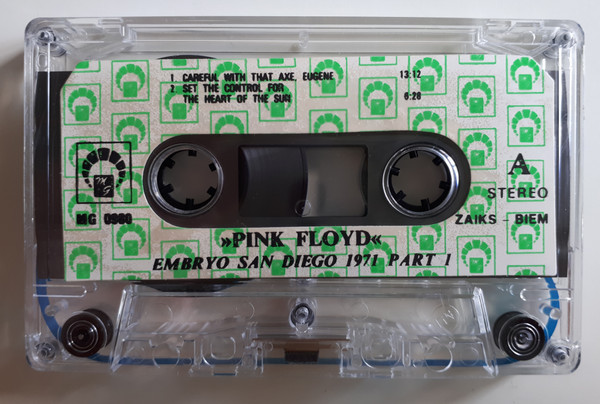 1. CAREFUL WITH THAT AXE, EUGENE 13:12
2. SET THE CONTROL FOR
THE HEART OF THE SUN 6:28
A
STEREO
MG 0980
ZAIKS - BIEM
»PINK FLOYD«
EMBRYO SAN DIEGO 1971 PART 1